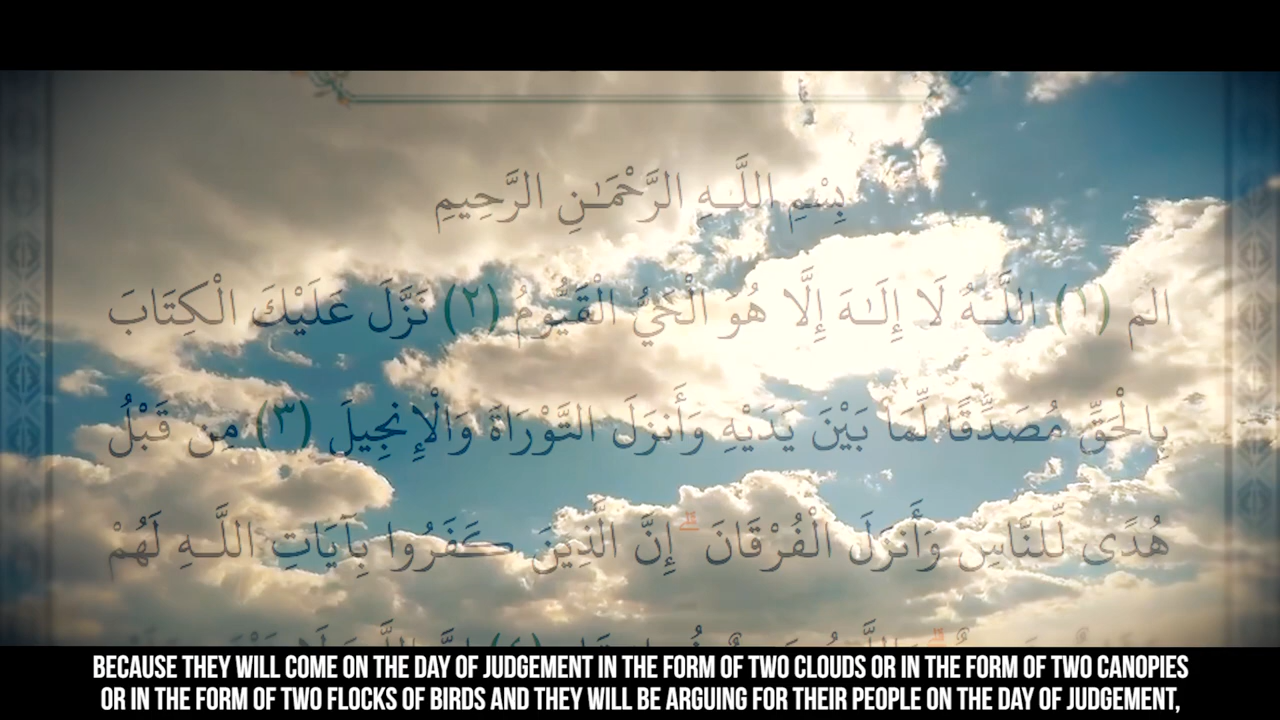 بِسْمِ اللَّـهِ الرَّحْمَـٰنِ الرَّحِيمِ
الم ﴿١﴾ اللَّـهُ لَا إِلَـٰهَ إِلَّا هُوَ الْحَيُّ الْقَيُّومُ ﴿٢﴾ نَزَّلَ عَلَيْكَ الْكِتَابَ
بِالْحَقِّ مُصَدِّقًا لِّمَا بَيْنَ يَدَيْهِ وَأَنزَلَ التَّوْرَاةَ وَالْإِنجِيلَ ﴿٣﴾ مِن قَبْلُ
هُدًى لِّلنَّاسِ وَأَنزَلَ الْفُرْقَانَ ۗ إِنَّ الَّذِينَ كَفَرُوا بِآيَاتِ اللَّـهِ لَهُمْ
BECAUSE THEY WILL COME ON THE DAY OF JUDGEMENT IN THE FORM OF TWO CLOUDS OR IN THE FORM OF TWO CANOPIES
OR IN THE FORM OF TWO FLOCKS OF BIRDS AND THEY WILL BE ARGUING FOR THEIR PEOPLE ON THE DAY OF JUDGEMENT,